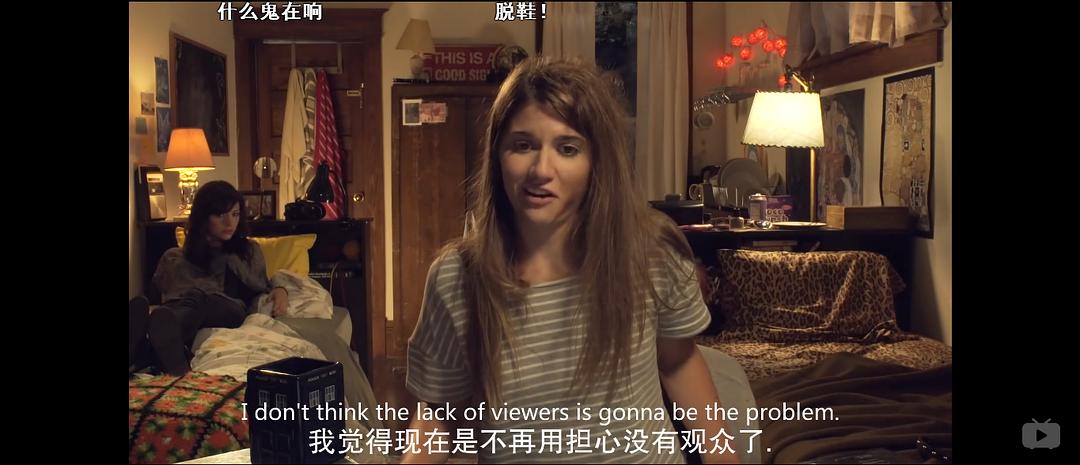 什么鬼在响 脱鞋！
THIS IS A
GOOD SIG
I don't think the lack of viewers is gonna be the problem.
我觉得现在是不再用担心没有观众了.